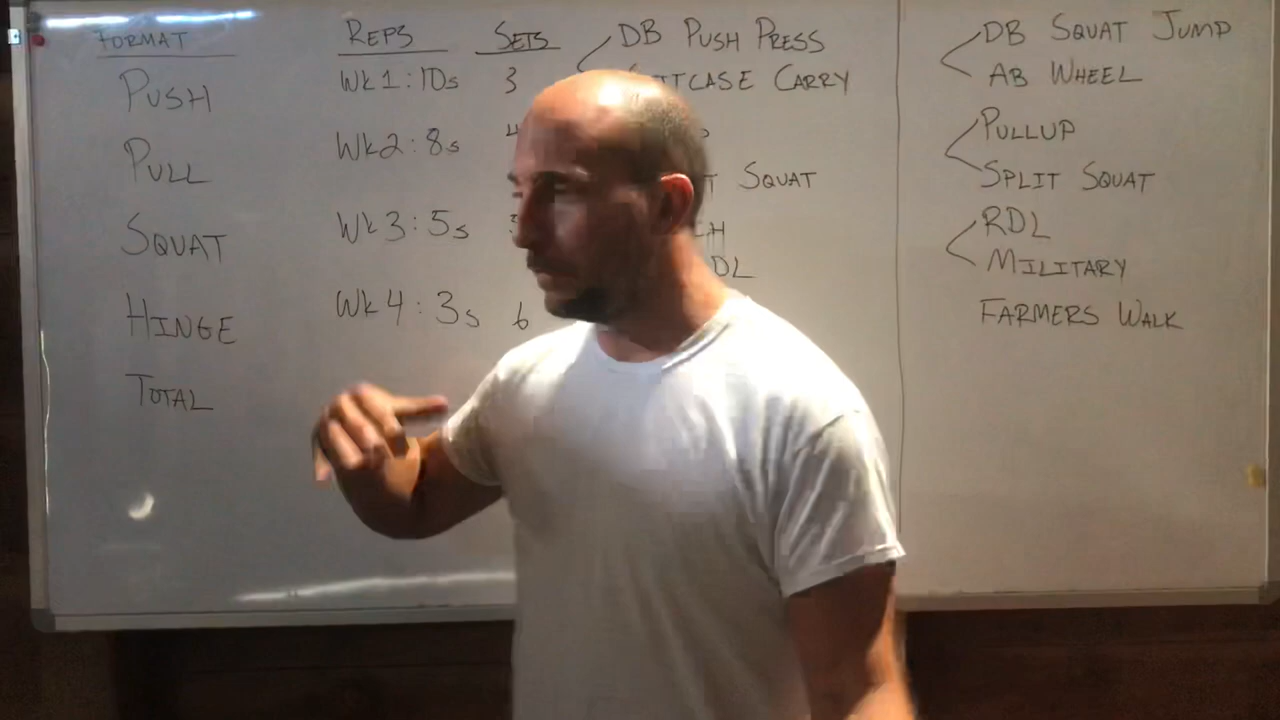 FORMAT
PUSH
PULL
SQUAT
HINGE
TOTAL
REPS SETS
Wk1: 10s 3
Wk2: 8s
Wk3: 5s
Wk4: 3s 6
DB PUSH PRESS
CARRY
SQUAT
DB SQUAT JUMP
AB WHEEL
PULLUP
SPLIT SQUAT
RDL
MILITARY
FARMERS WALK